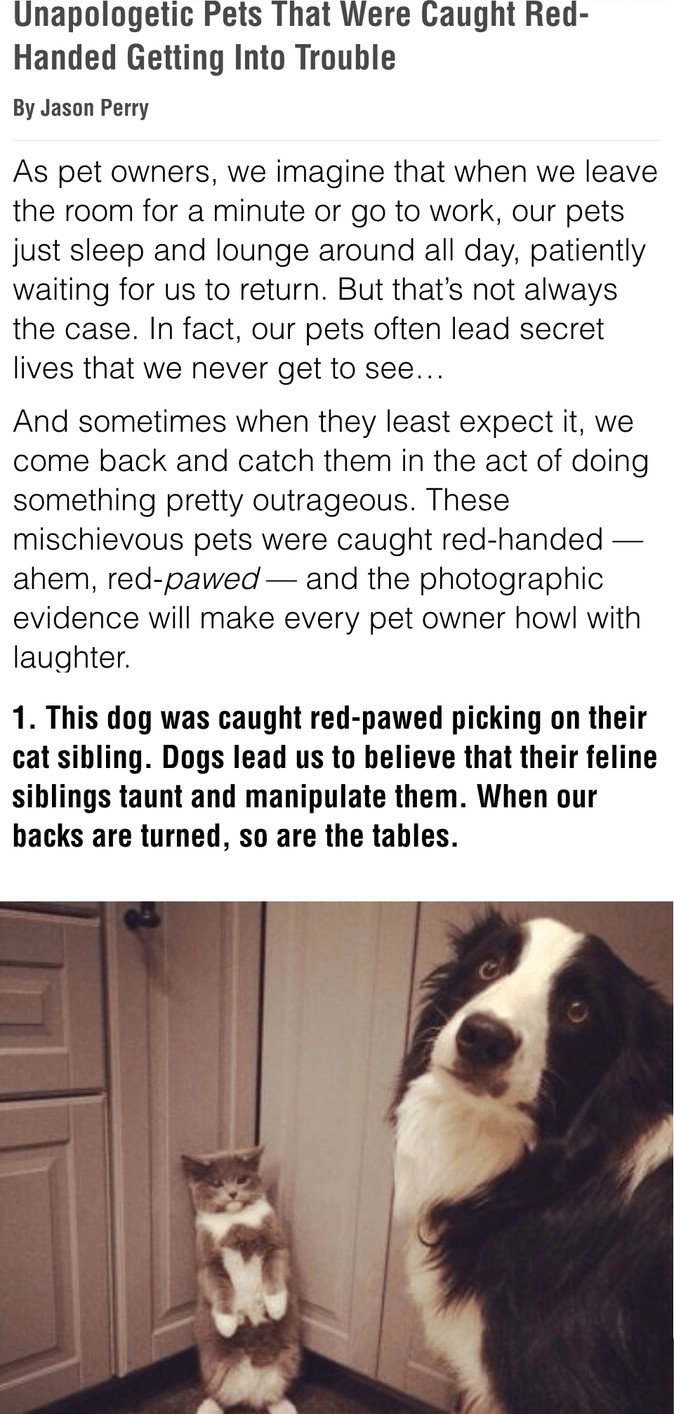 Unapologetic Pets That Were Caught Red-
Handed Getting Into Trouble
By Jason Perry
As pet owners, we imagine that when we leave
the room for a minute or go to work, our pets
just sleep and lounge around all day, patiently
waiting for us to return. But that’s not always
the case. In fact, our pets often lead secret
lives that we never get to see…
And sometimes when they least expect it, we
come back and catch them in the act of doing
something pretty outrageous. These
mischievous pets were caught red-handed —
ahem, red-pawed — and the photographic
evidence will make every pet owner howl with
laughter.
1. This dog was caught red-pawed picking on their
cat sibling. Dogs lead us to believe that their feline
siblings taunt and manipulate them. When our
backs are turned, so are the tables.